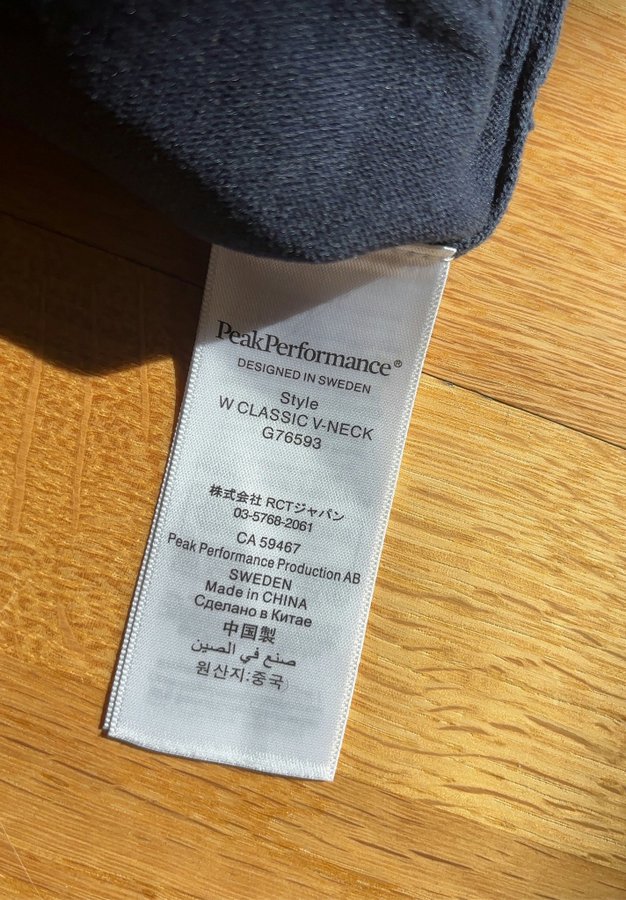 PeakPerformance®
DESIGNED IN SWEDEN
Style
W CLASSIC V-NECK
G76593
株式会社 RCTジャパン
03-5768-2061
CA 59467
Peak Performance Production AB
SWEDEN
Made in CHINA
Сделано в Китае
中国製
صنع في الصين
원산지:중국